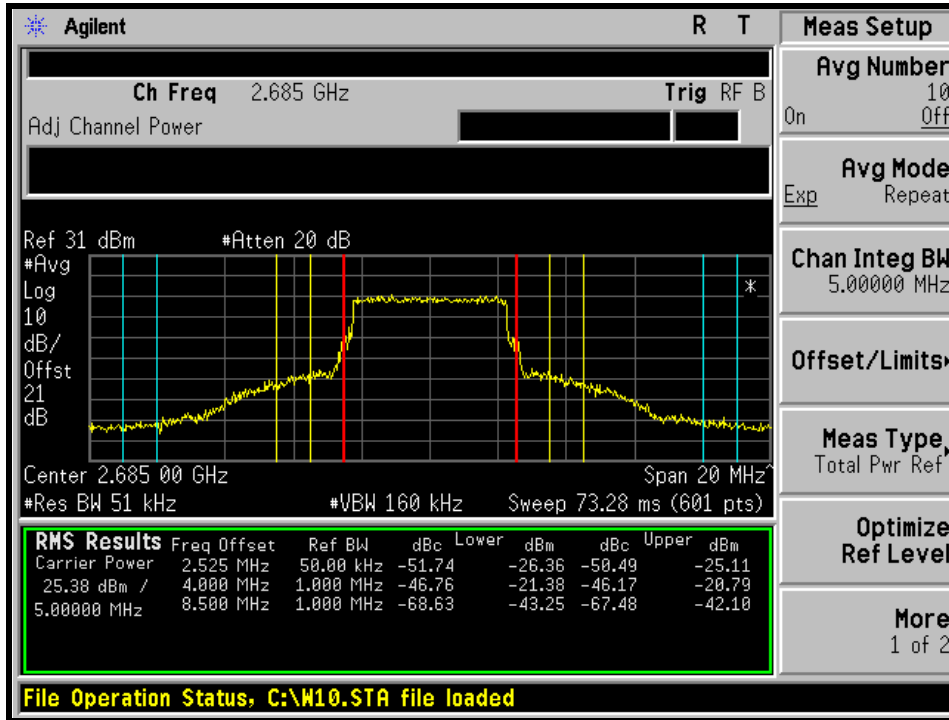 Agilent R T
Ch Freq 2.685 GHz Trig RF B
Adj Channel Power
Ref 31 dBm #Atten 20 dB
#Avg
Log
10
dB/
Offst
21
dB
*
Center 2.685 00 GHz Span 20 MHz^
#Res BW 51 kHz #VBW 160 kHz Sweep 73.28 ms (601 pts)
RMS Results Freq Offset Ref BW dBc Lower dBm dBc Upper dBm
Carrier Power 2.525 MHz 50.00 kHz -51.74 -26.36 -50.49 -25.11
25.38 dBm / 4.000 MHz 1.000 MHz -46.76 -21.38 -46.17 -20.79
5.00000 MHz 8.500 MHz 1.000 MHz -68.63 -43.25 -67.48 -42.10
File Operation Status, C:\W10.STA file loaded
Meas Setup
Avg Number
10
On Off
Avg Mode
Exp Repeat
Chan Integ BW
5.00000 MHz
Offset/Limits
Meas Type
Total Pwr Ref
Optimize
Ref Level
More
1 of 2